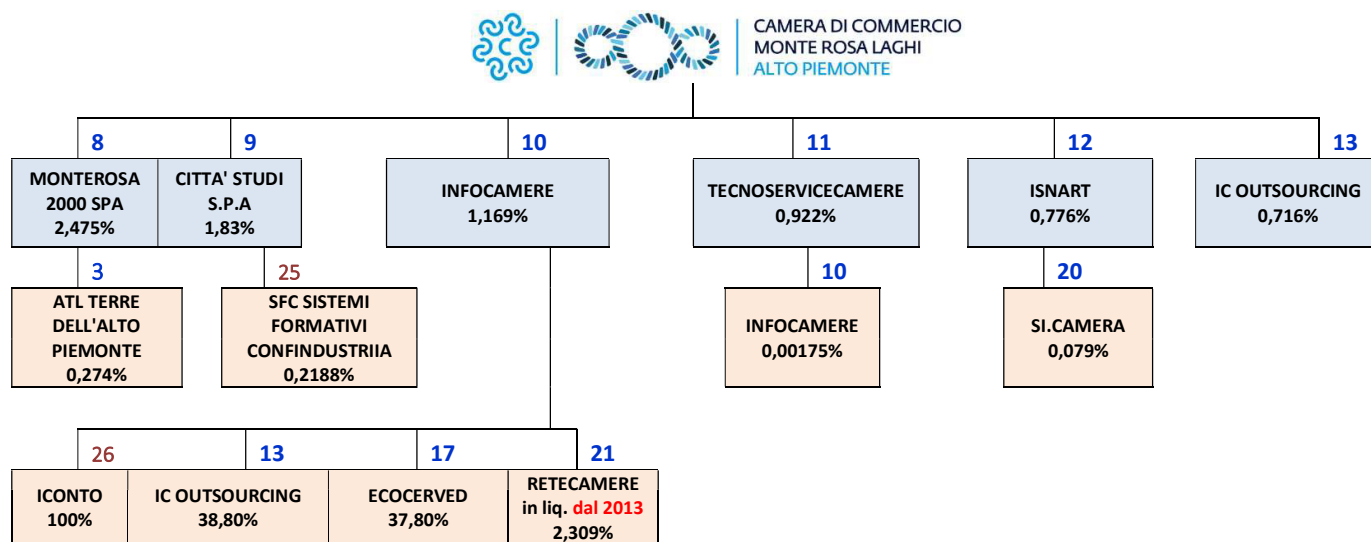 CAMERA DI COMMERCIO
MONTE ROSA LAGHI
ALTO PIEMONTE
8
MONTEROSA
2000 SPA
2,475%
9
CITTA' STUDI
S.P.A
1,83%
10
INFOCAMERE
1,169%
11
TECNOSERVICECAMERE
0,922%
12
ISNART
0,776%
13
IC OUTSOURCING
0,716%
3
ATL TERRE
DELL'ALTO
PIEMONTE
0,274%
25
SFC SISTEMI
FORMATIVI
CONFINDUSTRIIA
0,2188%
10
INFOCAMERE
0,00175%
20
SI.CAMERA
0,079%
26
ICONTO
100%
13
IC OUTSOURCING
38,80%
17
ECOCERVED
37,80%
21
RETECAMERE
in liq. dal 2013
2,309%